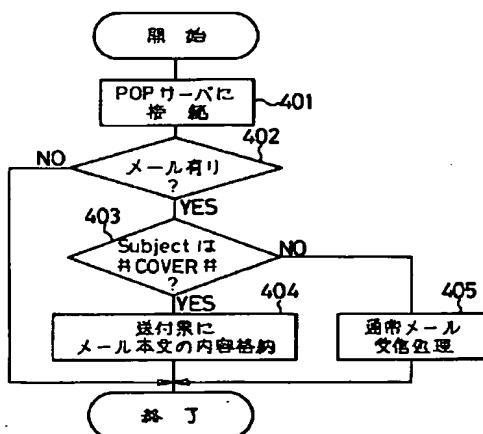 開始
POPサーバに
接続
401
402
NO
メール有り
?
YES
403
Subjectは
#COVER#
?
NO
YES
404
405
送付票に
メール本文の内容格納
通常メール
受信処理
終了